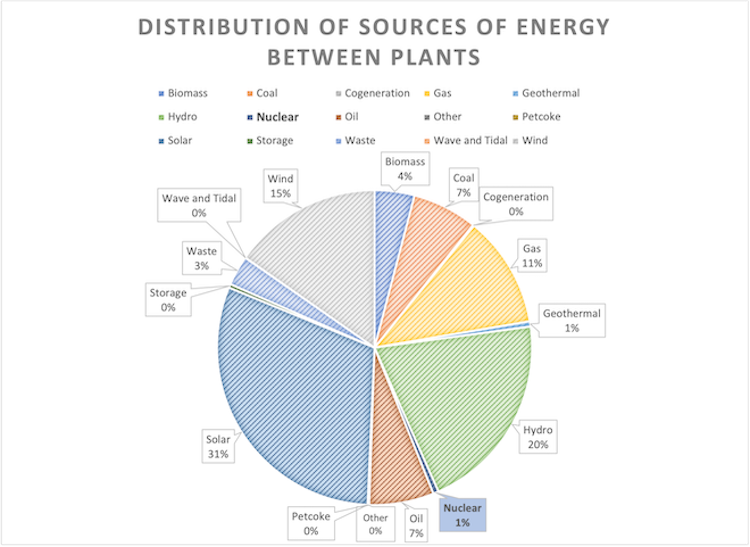 DISTRIBUTION OF SOURCES OF ENERGY
BETWEEN PLANTS
Biomass Coal Cogeneration Gas Geothermal
Hydro Nuclear Oil Other Petcoke
Solar Storage Waste Wave and Tidal Wind
Biomass
4%
Coal
7%
Cogeneration
0%
Gas
11%
Geothermal
1%
Hydro
20%
Nuclear
1%
Oil
7%
Other
0%
Petcoke
0%
Solar
31%
Storage
0%
Waste
3%
Wave and Tidal
0%
Wind
15%